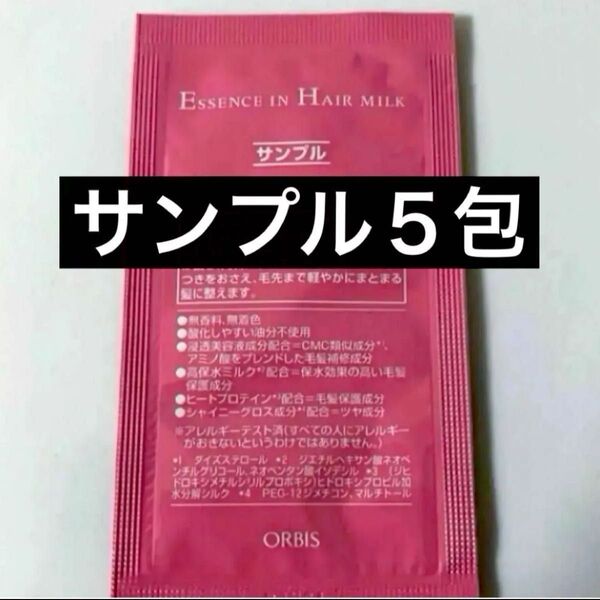 ESSENCE IN HAIR MILK
サンプル
サンプル5包
つきをおさえ、毛先まで軽やかにまとまる
髪に整えます。
●無香料、無着色
●酸化しやすい油分不使用
●浸透美容液成分配合=CMC類似成分*¹、
アミノ酸をブレンドした毛髪補修成分
●高保水ミルク*²配合=保水効果の高い毛髪
保護成分
●ヒートプロテイン*³配合=毛髪保護成分
●シャイニーグロス成分*⁴配合=ツヤ成分
※アレルギーテスト済(すべての人にアレルギー
がおきないというわけではありません。)
*1 ダイズステロール *2 ジエチルヘキサン酸ネオペ
ンチルグリコール、ネオペンタン酸イソデシル *3 (ジヒ
ドロキシメチルシリルプロポキシ)ヒドロキシプロピル加
水分解シルク *4 PEG-12ジメチコン、マルチトール
ORBIS